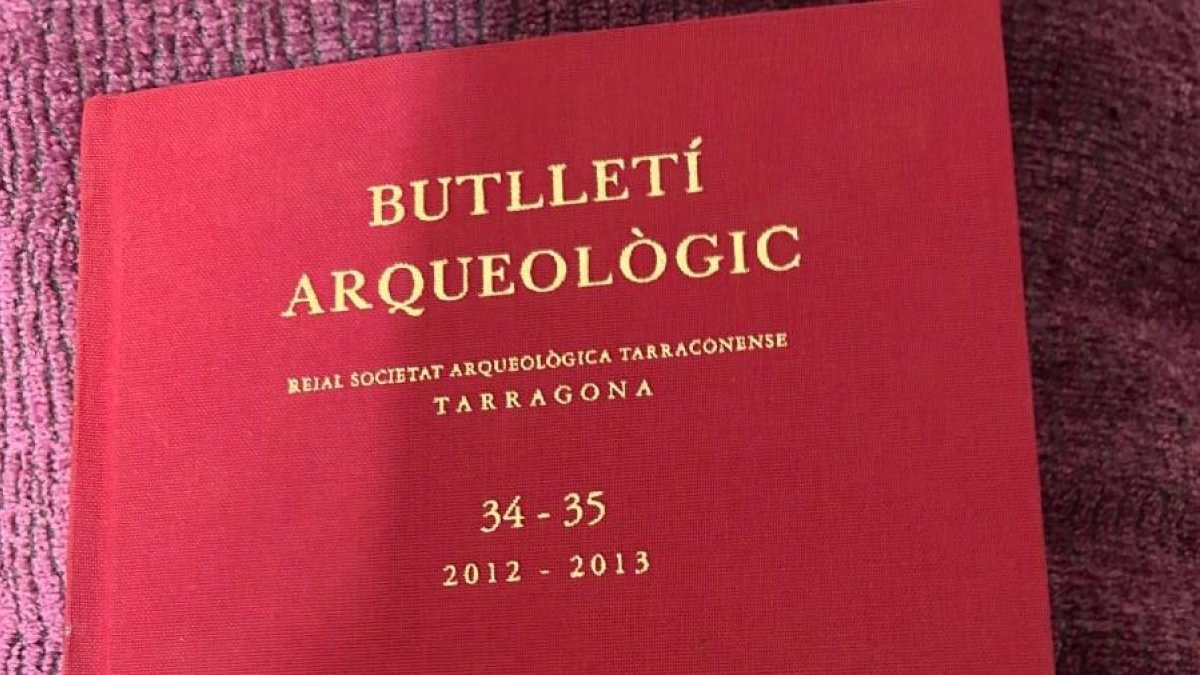 BUTLLETÍ
ARQUEOLÒGIC
REIAL SOCIETAT ARQUEOLÒGICA TARRACONENSE
TARRAGONA
34 - 35
2012 - 2013